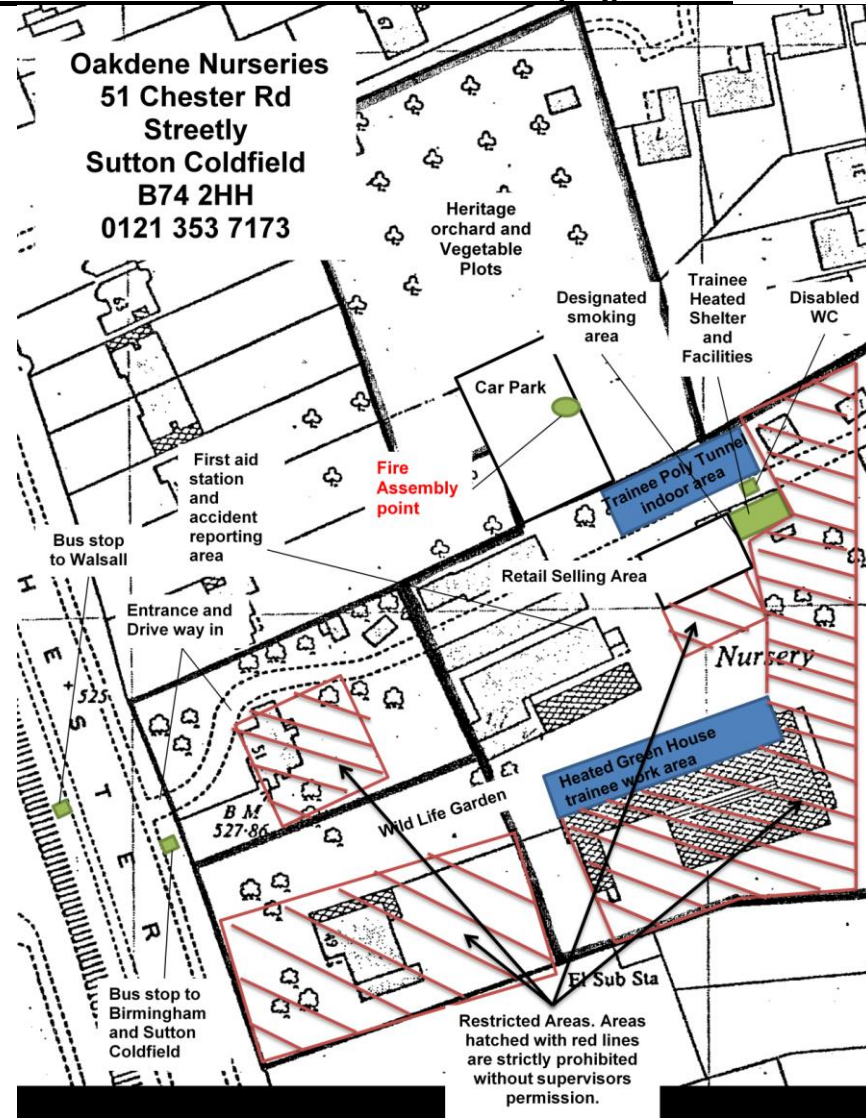 Oakdene Nurseries
51 Chester Rd
Streetly
Sutton Coldfield
B74 2HH
0121 353 7173
67
63
Heritage
orchard and
Vegetable
Plots
Designated
smoking
area
Trainee
Heated
Shelter
and
Facilities
Disabled
WC
Car Park
First aid
station
and
accident
reporting
area
Fire
Assembly
point
Trainee Poly Tunnel
indoor area
Bus stop
to Walsall
Retail Selling Area
Entrance and
Drive way in
Nursery
525
51
Heated Green House
trainee work area
B M
527·86
Wild Life Garden
H E S T E R
49
El Sub Sta
Bus stop to
Birmingham
and Sutton
Coldfield
Restricted Areas. Areas
hatched with red lines
are strictly prohibited
without supervisors
permission.